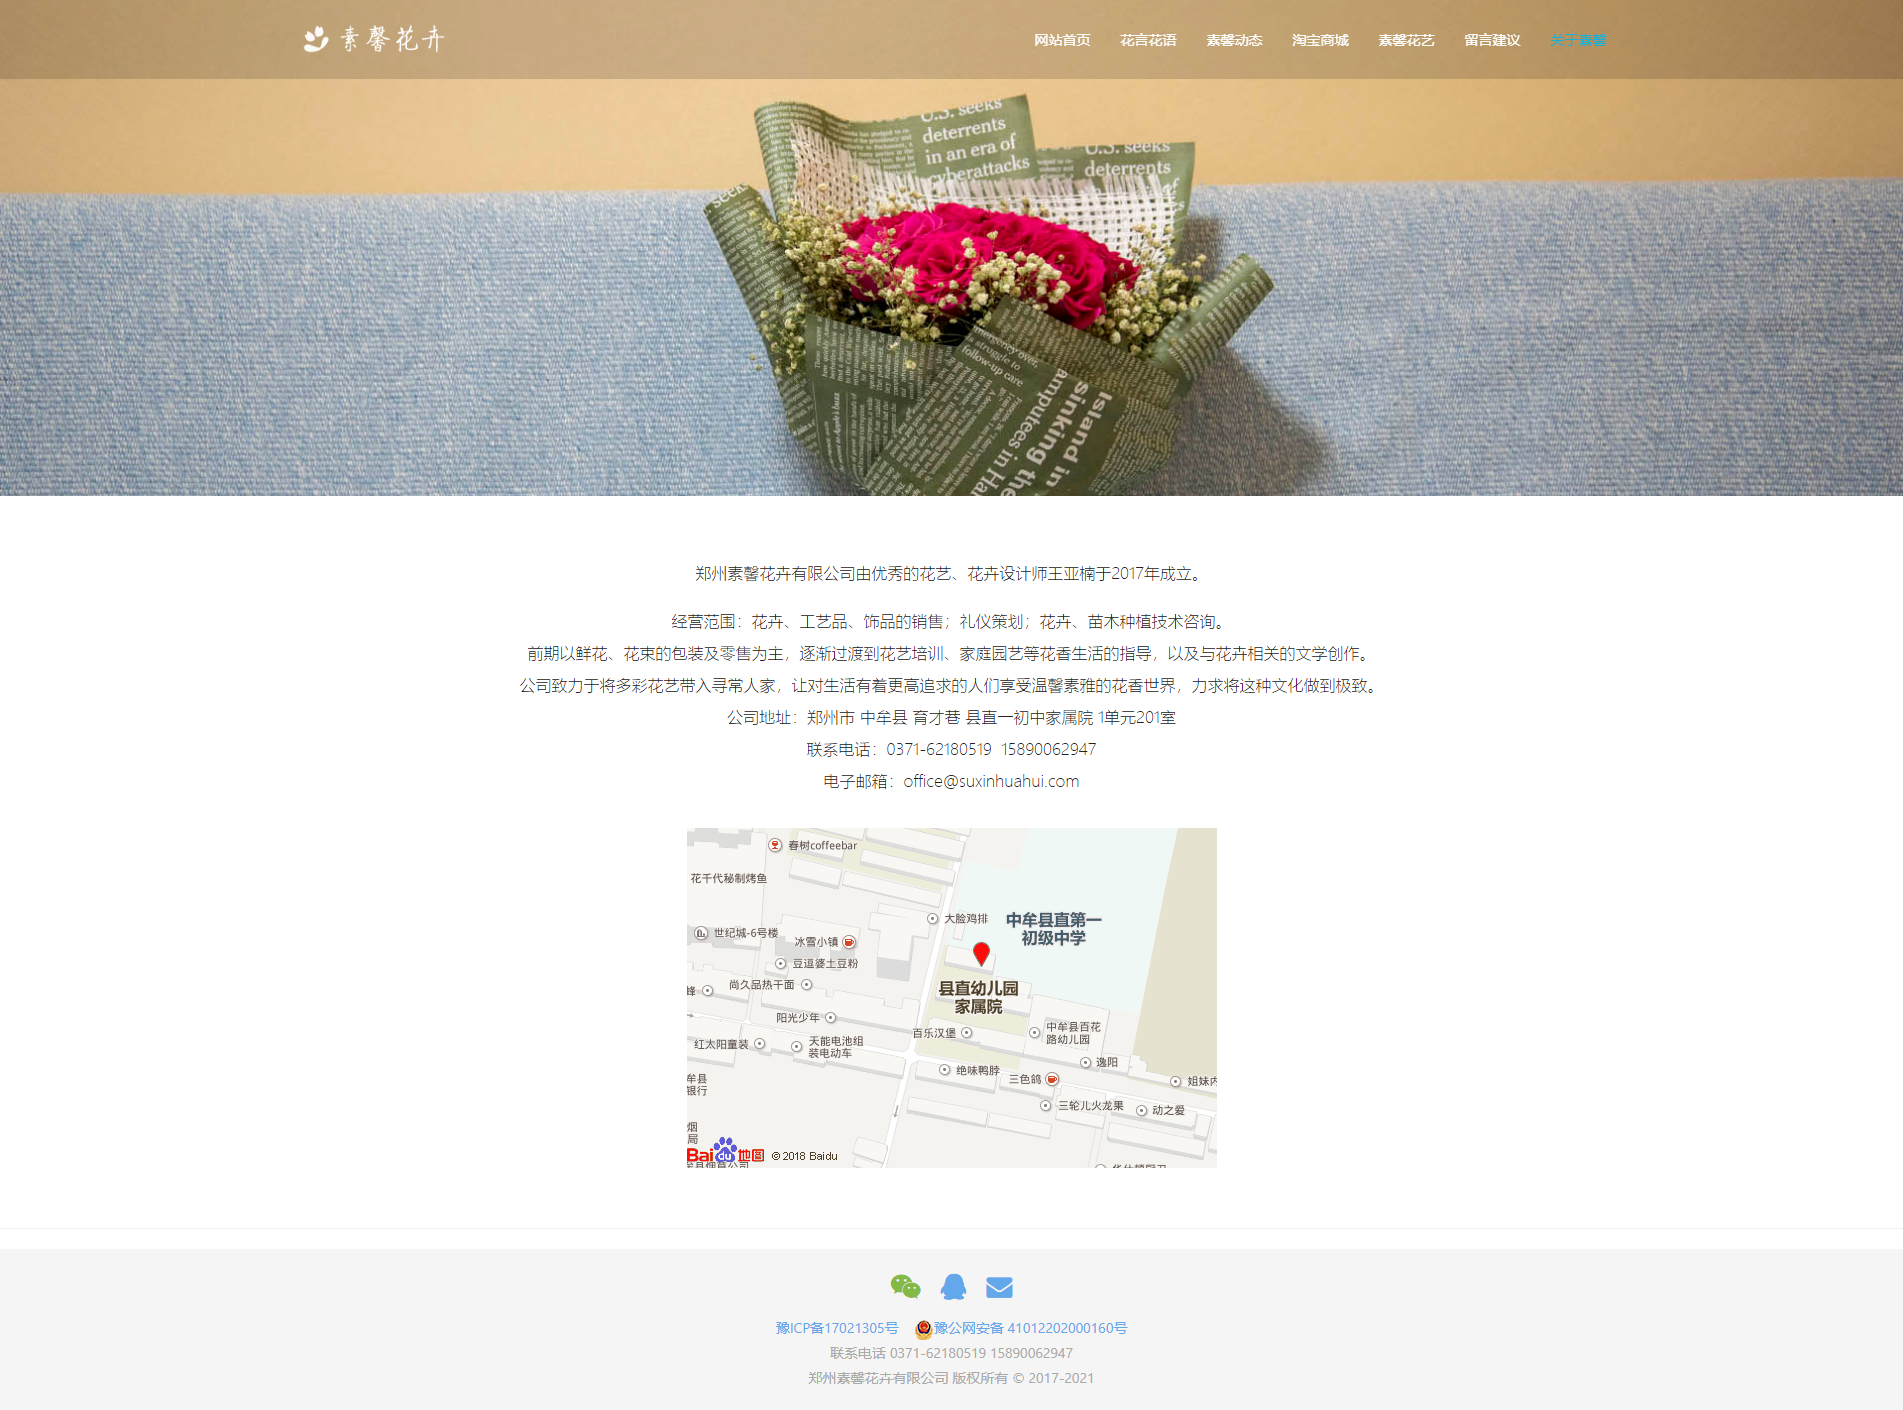 素馨花卉
网站首页 花言花语 素馨动态 淘宝商城 素馨花艺 留言建议 关于素馨
U.S. seeks
deterrents
in an era of
cyberattacks
U.S. seeks
deterrents
seeks
emergency over
struggle to
follow-up care
Island in
sinking the
amputees in Hai
郑州素馨花卉有限公司由优秀的花艺、花卉设计师王亚楠于2017年成立。
经营范围：花卉、工艺品、饰品的销售；礼仪策划；花卉、苗木种植技术咨询。
前期以鲜花、花束的包装及零售为主，逐渐过渡到花艺培训、家庭园艺等花香生活的指导，以及与花卉相关的文学创作。
公司致力于将多彩花艺带入寻常人家，让对生活有着更高追求的人们享受温馨素雅的花香世界，力求将这种文化做到极致。
公司地址：郑州市 中牟县 育才巷 县直一初中家属院 1单元201室
联系电话：0371-62180519 15890062947
电子邮箱：office@suxinhuahui.com
春树coffeebar
花千代秘制烤鱼
大脸鸡排
中牟县直第一
初级中学
世纪城-6号楼
冰雪小镇
豆逗婆土豆粉
尚久品热干面
县直幼儿园
家属院
蜂
阳光少年
百乐汉堡
中牟县百花
路幼儿园
红太阳童装
天能电池组
装电动车
逸阳
绝味鸭脖
三色鸽
姐妹内
牟县
银行
三轮儿火龙果
动之爱
烟
局
Baidu地图 © 2018 Baidu
豫ICP备17021305号 豫公网安备 41012202000160号
联系电话 0371-62180519 15890062947
郑州素馨花卉有限公司 版权所有 © 2017-2021